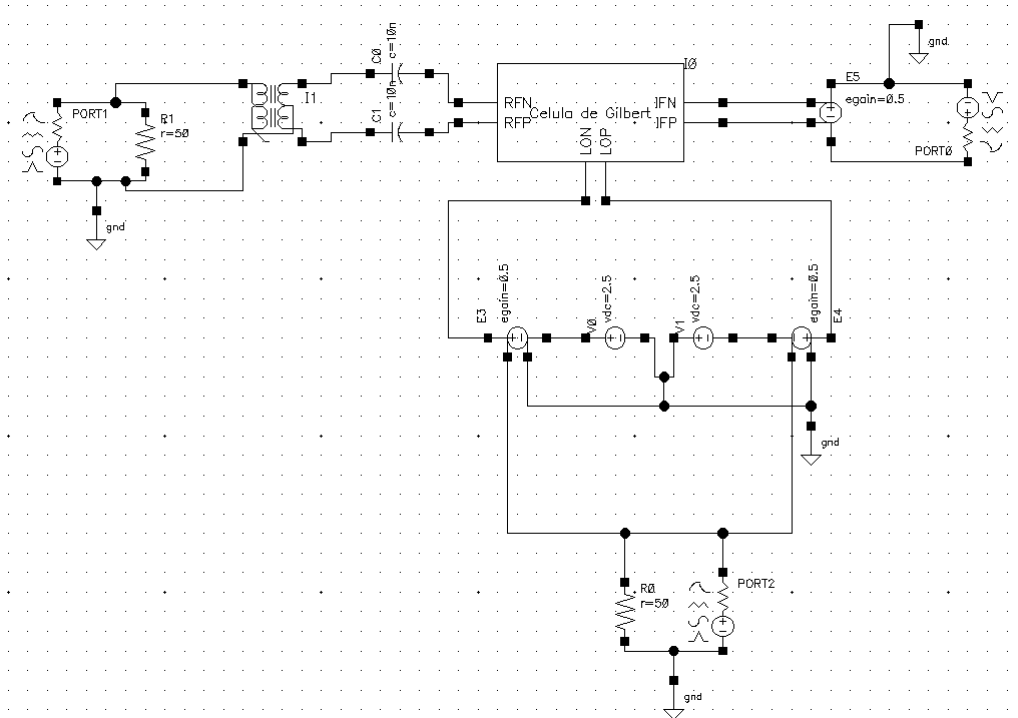 gnd
PORT1
R1
r=50
gnd
I1
C0
c=10n
C1
c=10n
I0
RFN
RFP
Celula de Gilbert
IFN
IFP
LON
LOP
E5
egain=0.5
PORT0
E3
egain=0.5
V0
vdc=2.5
V1
vdc=2.5
egain=0.5
E4
gnd
R0
r=50
PORT2
gnd